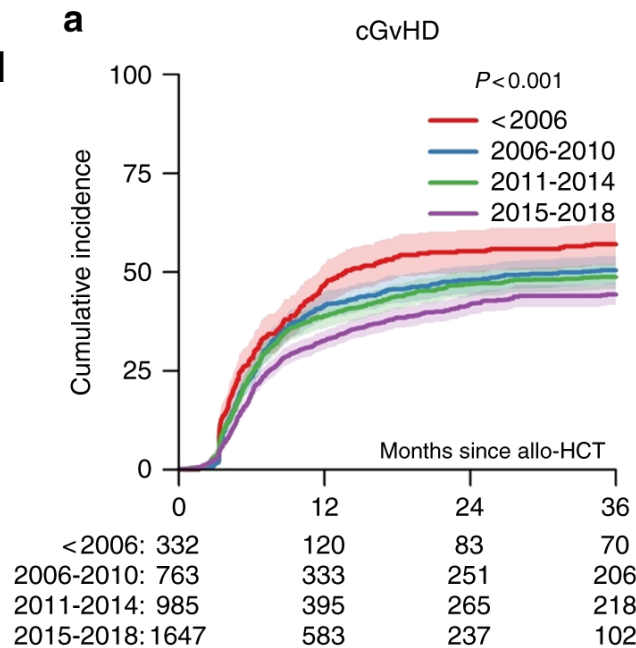 a
cGvHD
100
75
50
25
0
Cumulative incidence
P<0.001
<2006
2006-2010
2011-2014
2015-2018
Months since allo-HCT
0 12 24 36
<2006: 332 120 83 70
2006-2010: 763 333 251 206
2011-2014: 985 395 265 218
2015-2018: 1647 583 237 102